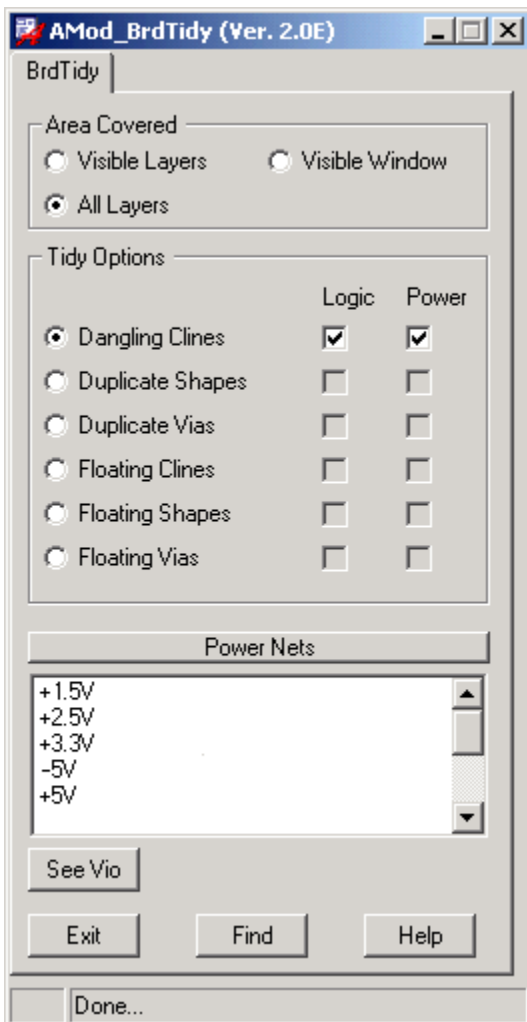 AMod_BrdTidy (Ver. 2.0E)
BrdTidy
Area Covered
Visible Layers Visible Window
All Layers
Tidy Options
Logic Power
Dangling Clines
Duplicate Shapes
Duplicate Vias
Floating Clines
Floating Shapes
Floating Vias
Power Nets
+1.5V
+2.5V
+3.3V
-5V
+5V
See Vio
Exit Find Help
Done...